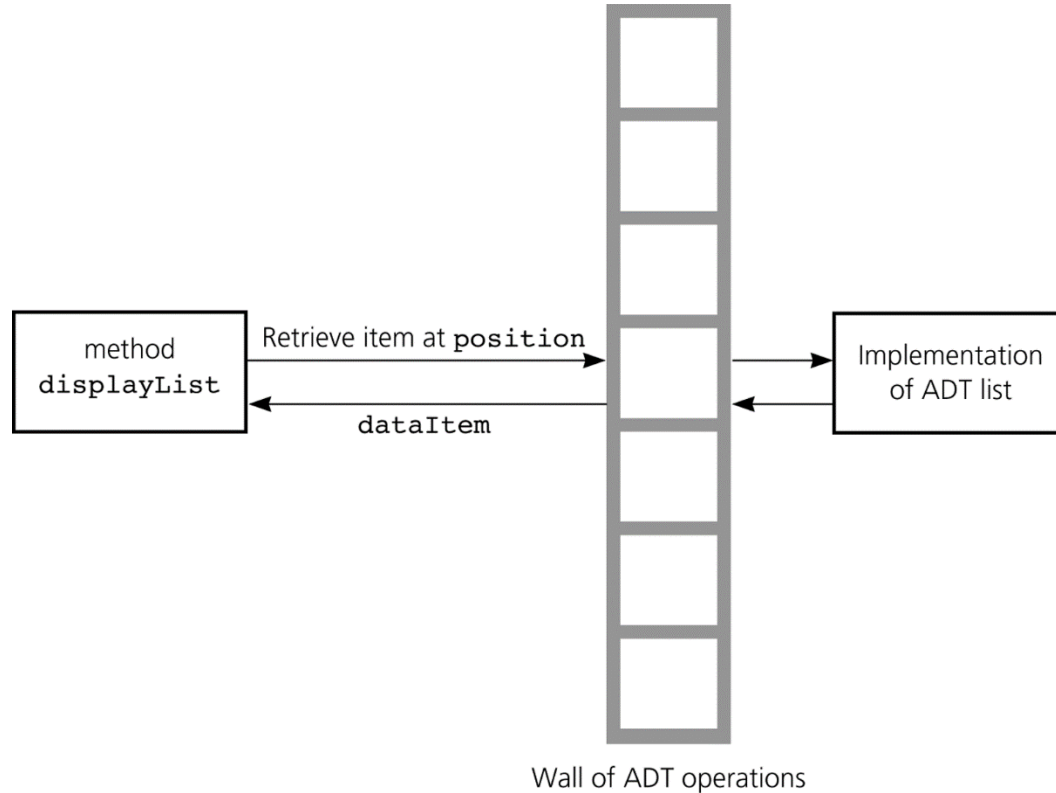 method
displayList
Retrieve item at position
dataItem
Implementation
of ADT list
Wall of ADT operations